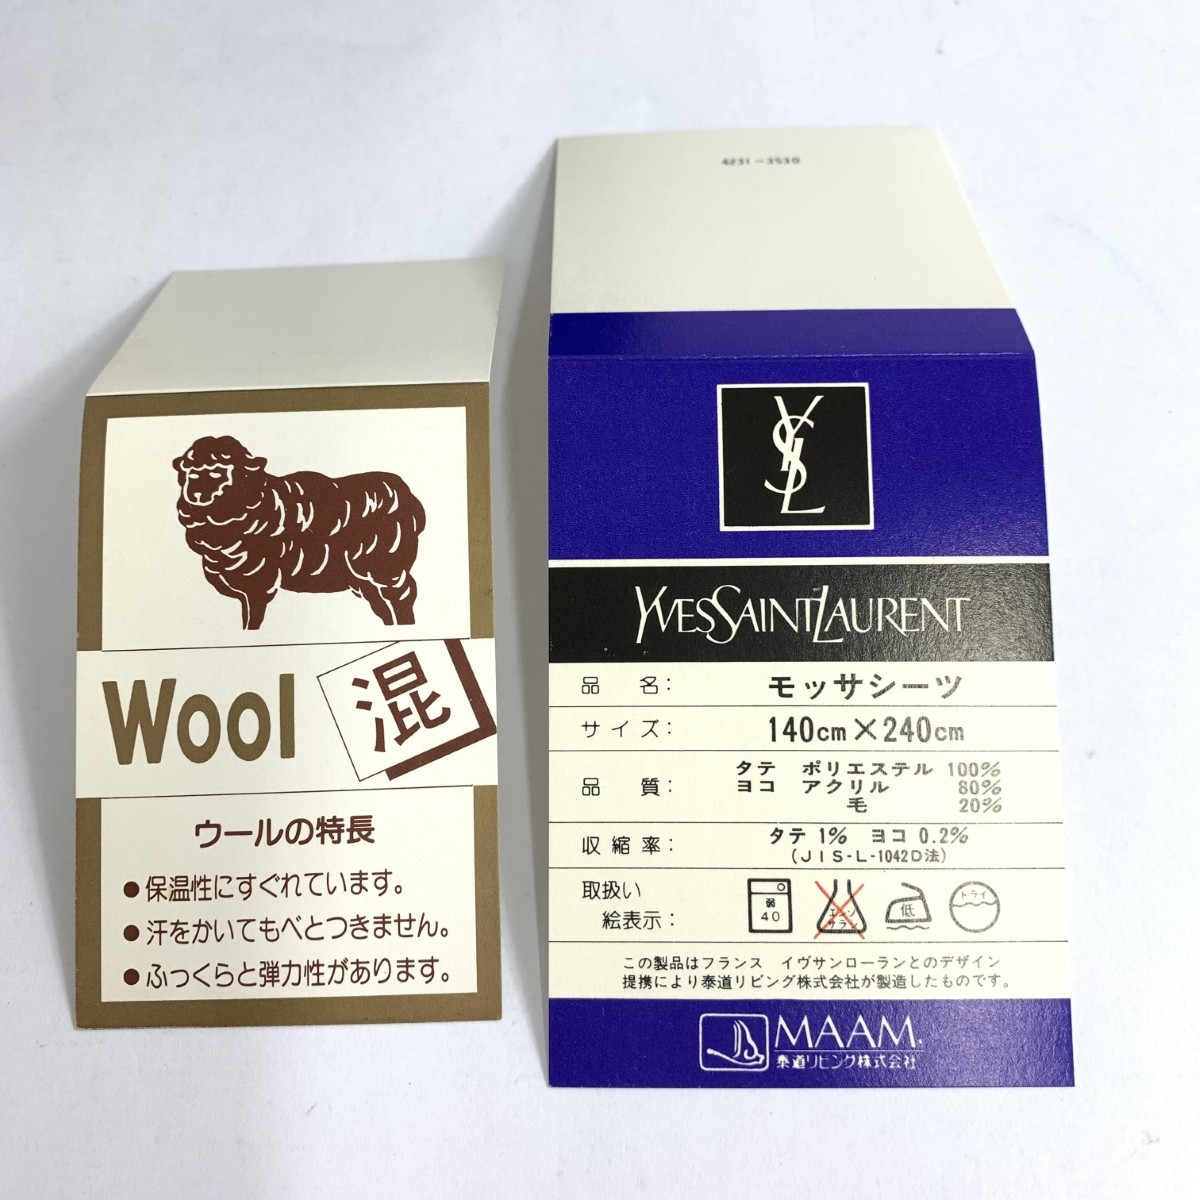 Wool 混
ウールの特長
●保温性にすぐれています。
●汗をかいてもべとつきません。
●ふっくらと弾力性があります。
4231-3530
YSL
YVESSAINTLAURENT
品 名: モッサシーツ
サイズ: 140cm×240cm
品 質: タテ ポリエステル 100%
ヨコ アクリル 80%
毛 20%
収縮率: タテ 1% ヨコ 0.2%
(JIS-L-1042D法)
取扱い
絵表示:
弱
40
エンソ
サラシ
低
ドライ
この製品はフランス イヴサンローランとのデザイン
提携により泰道リビング株式会社が製造したものです。
MAAM.
泰道リビング株式会社